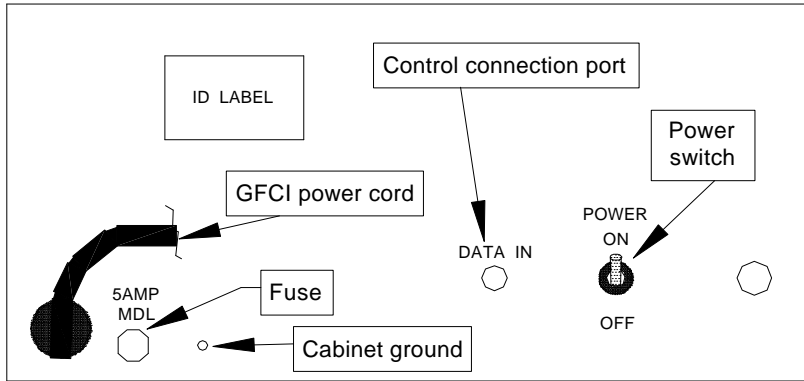 Control connection port
ID LABEL
Power
switch
GFCI power cord
POWER
ON
DATA IN
5AMP
MDL
Fuse
OFF
Cabinet ground